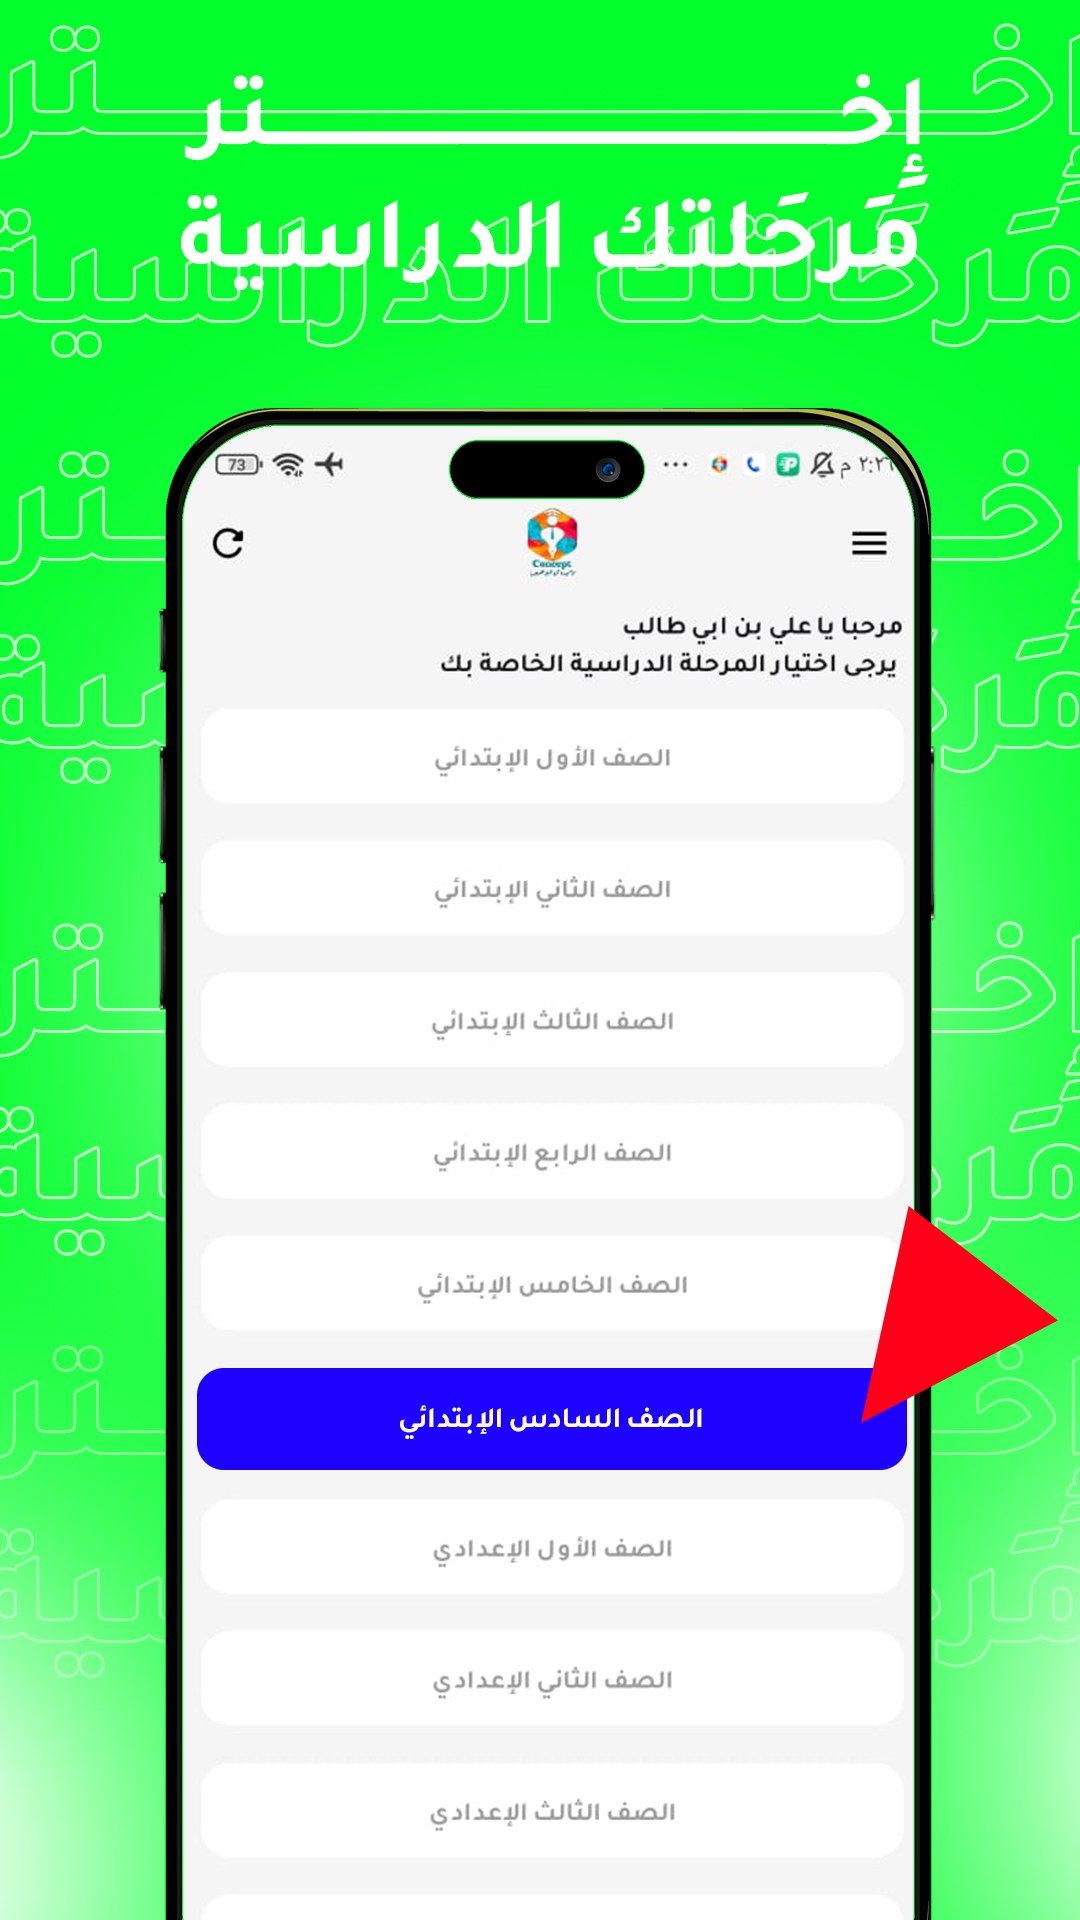 إِخـتر
مَرحَلتك الدراسية
73
٢:٢٦ م
Concept
مرحبا يا علي بن ابي طالب
يرجى اختيار المرحلة الدراسية الخاصة بك
الصف الأول الإبتدائي
الصف الثاني الإبتدائي
الصف الثالث الإبتدائي
الصف الرابع الإبتدائي
الصف الخامس الإبتدائي
الصف السادس الإبتدائي
الصف الأول الإعدادي
الصف الثاني الإعدادي
الصف الثالث الإعدادي